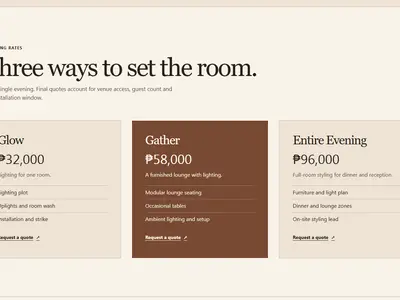 NG RATES
hree ways to set the room.
ingle evening. Final quotes account for venue access, guest count and
tallation window.
Glow
₱32,000
ighting for one room.
ighting plot
Uplights and room wash
nstallation and strike
Request a quote ↗
Gather
₱58,000
A furnished lounge with lighting.
Modular lounge seating
Occasional tables
Ambient lighting and setup
Request a quote ↗
Entire Evening
₱96,000
Full-room styling for dinner and reception
Furniture and light plan
Dinner and lounge zones
On-site styling lead
Request a quote ↗